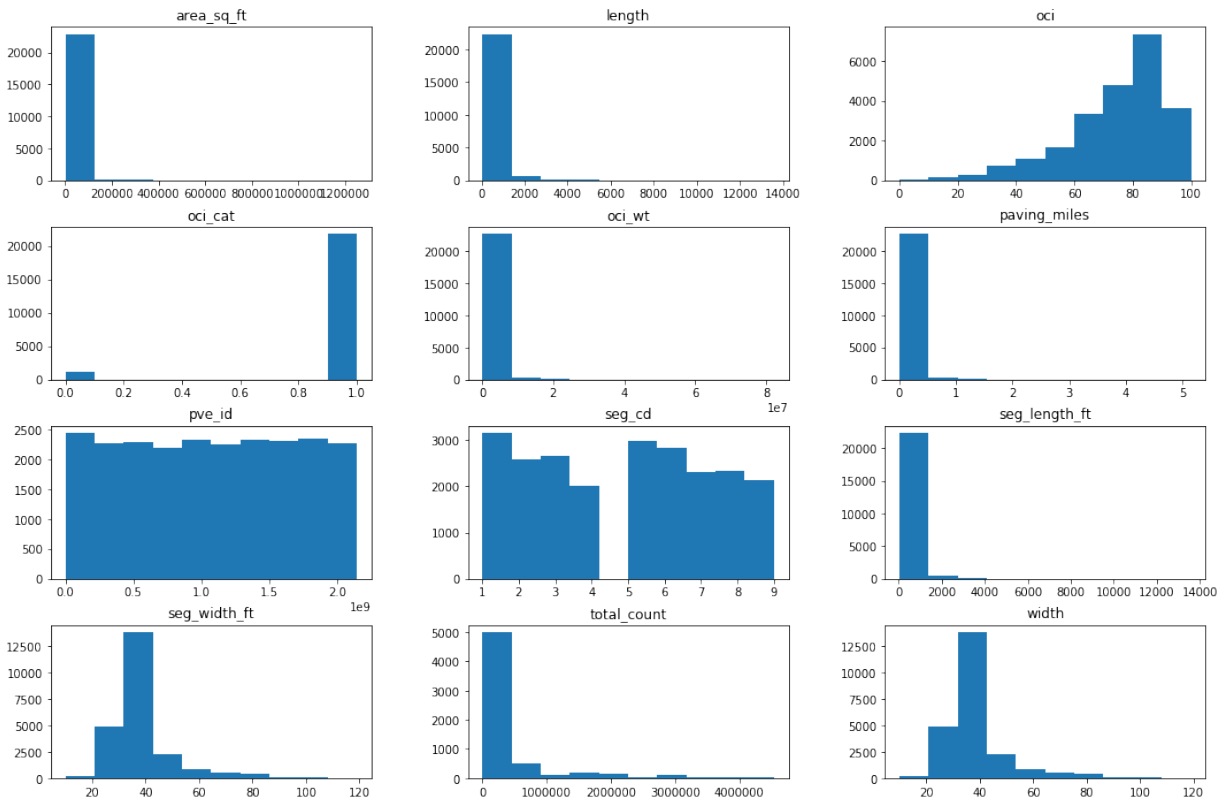 area_sq_ft
20000
15000
10000
5000
0
0 200000 400000 600000 800000 1000000 1200000
length
20000
15000
10000
5000
0
0 2000 4000 6000 8000 10000 12000 14000
oci
6000
4000
2000
0
0 20 40 60 80 100
oci_cat
20000
15000
10000
5000
0
0.0 0.2 0.4 0.6 0.8 1.0
oci_wt
20000
15000
10000
5000
0
0 2 4 6 8
1e7
paving_miles
20000
15000
10000
5000
0
0 1 2 3 4 5
pve_id
2500
2000
1500
1000
500
0
0.0 0.5 1.0 1.5 2.0
1e9
seg_cd
3000
2000
1000
0
1 2 3 4 5 6 7 8 9
seg_length_ft
20000
15000
10000
5000
0
0 2000 4000 6000 8000 10000 12000 14000
seg_width_ft
12500
10000
7500
5000
2500
0
20 40 60 80 100 120
total_count
5000
4000
3000
2000
1000
0
0 1000000 2000000 3000000 4000000
width
12500
10000
7500
5000
2500
0
20 40 60 80 100 120